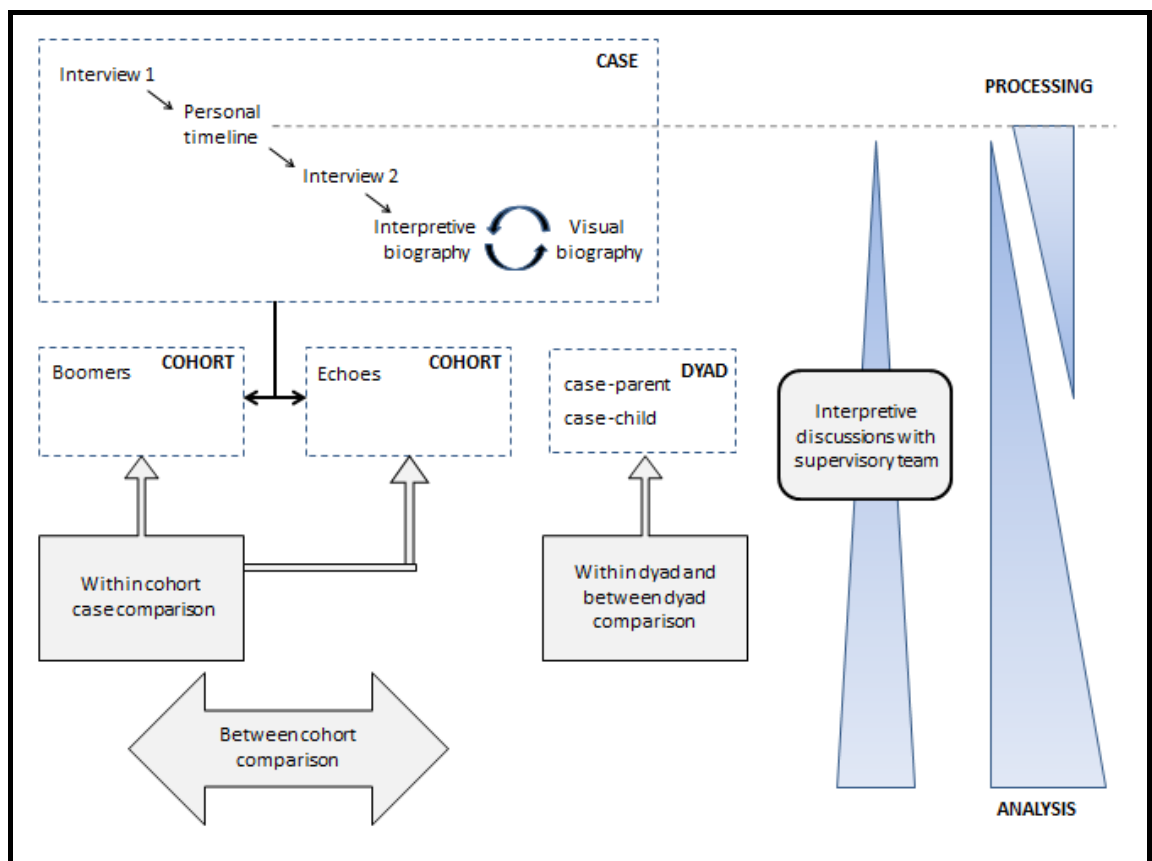 CASE
Interview 1
Personal
timeline
Interview 2
Interpretive
biography
Visual
biography
PROCESSING
COHORT
Boomers
COHORT
Echoes
DYAD
case-parent
case-child
Interpretive
discussions with
supervisory team
Within cohort
case comparison
Within dyad and
between dyad
comparison
Between cohort
comparison
ANALYSIS